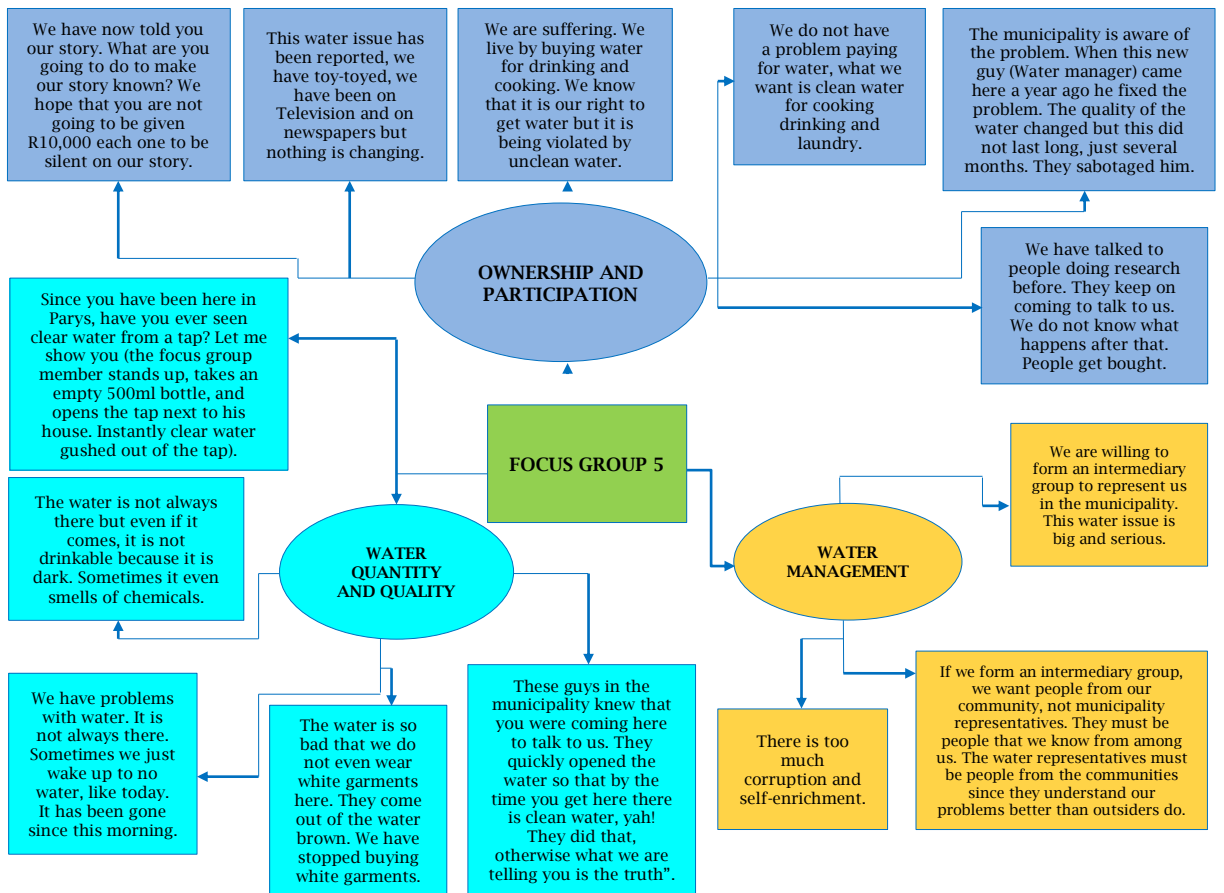 We have now told you
our story. What are you
going to do to make
our story known? We
hope that you are not
going to be given
R10,000 each one to be
silent on our story.
This water issue has
been reported, we
have toy-toyed, we
have been on
Television and on
newspapers but
nothing is changing.
We are suffering. We
live by buying water
for drinking and
cooking. We know
that it is our right to
get water but it is
being violated by
unclean water.
We do not have
a problem paying
for water, what we
want is clean water
for cooking
drinking and
laundry.
The municipality is aware of
the problem. When this new
guy (Water manager) came
here a year ago he fixed the
problem. The quality of the
water changed but this did
not last long, just several
months. They sabotaged him.
OWNERSHIP AND
PARTICIPATION
We have talked to
people doing research
before. They keep on
coming to talk to us.
We do not know what
happens after that.
People get bought.
Since you have been here in
Parys, have you ever seen
clear water from a tap? Let me
show you (the focus group
member stands up, takes an
empty 500ml bottle, and
opens the tap next to his
house. Instantly clear water
gushed out of the tap).
FOCUS GROUP 5
We are willing to
form an intermediary
group to represent us
in the municipality.
This water issue is
big and serious.
The water is not always
there but even if it
comes, it is not
drinkable because it is
dark. Sometimes it even
smells of chemicals.
WATER
QUANTITY
AND QUALITY
WATER
MANAGEMENT
We have problems
with water. It is
not always there.
Sometimes we just
wake up to no
water, like today.
It has been gone
since this morning.
The water is so
bad that we do
not even wear
white garments
here. They come
out of the water
brown. We have
stopped buying
white garments.
These guys in the
municipality knew that
you were coming here
to talk to us. They
quickly opened the
water so that by the
time you get here there
is clean water, yah!
They did that,
otherwise what we are
telling you is the truth”.
There is too
much
corruption and
self-enrichment.
If we form an intermediary group,
we want people from our
community, not municipality
representatives. They must be
people that we know from among
us. The water representatives must
be people from the communities
since they understand our
problems better than outsiders do.